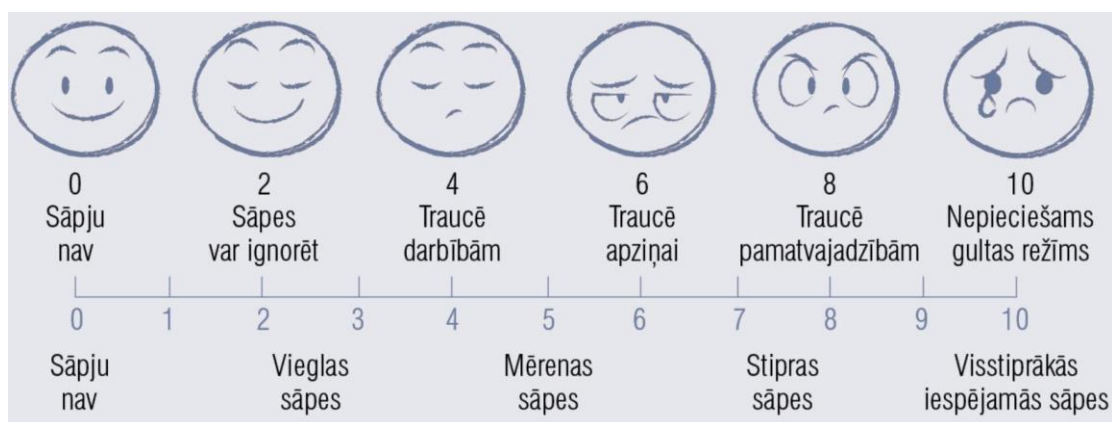 0
Sāpju
nav
2
Sāpes
var ignorēt
4
Traucē
darbībām
6
Traucē
apziņai
8
Traucē
pamatvajadzībām
10
Nepieciešams
gultas režīms
0 1 2 3 4 5 6 7 8 9 10
Sāpju
nav
Vieglas
sāpes
Mērenas
sāpes
Stipras
sāpes
Visstiprākās
iespējamās sāpes